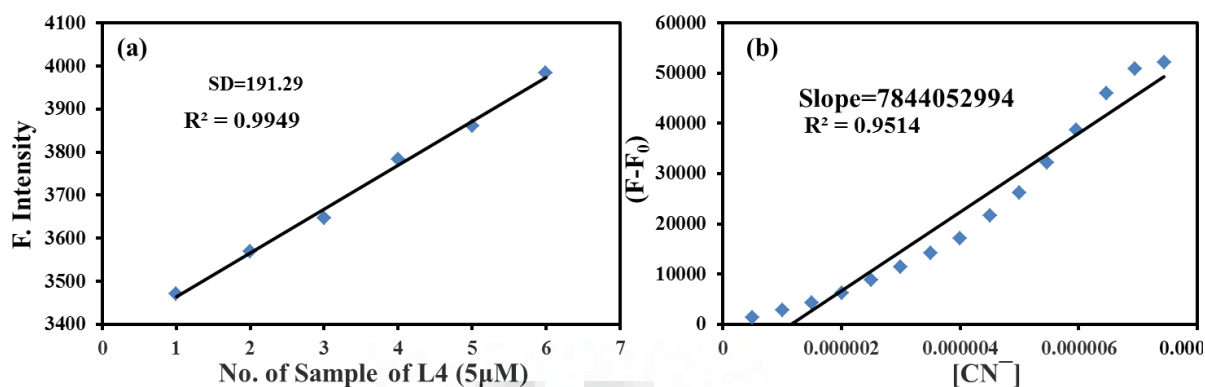 (a)
SD=191.29
R² = 0.9949
F. Intensity
4100
4000
3900
3800
3700
3600
3500
3400
0 1 2 3 4 5 6 7
No. of Sample of L4 (5μM)
(b)
Slope=7844052994
R² = 0.9514
(F-F₀)
60000
50000
40000
30000
20000
10000
0
0 0.000002 0.000004 0.000006
[CN⁻]